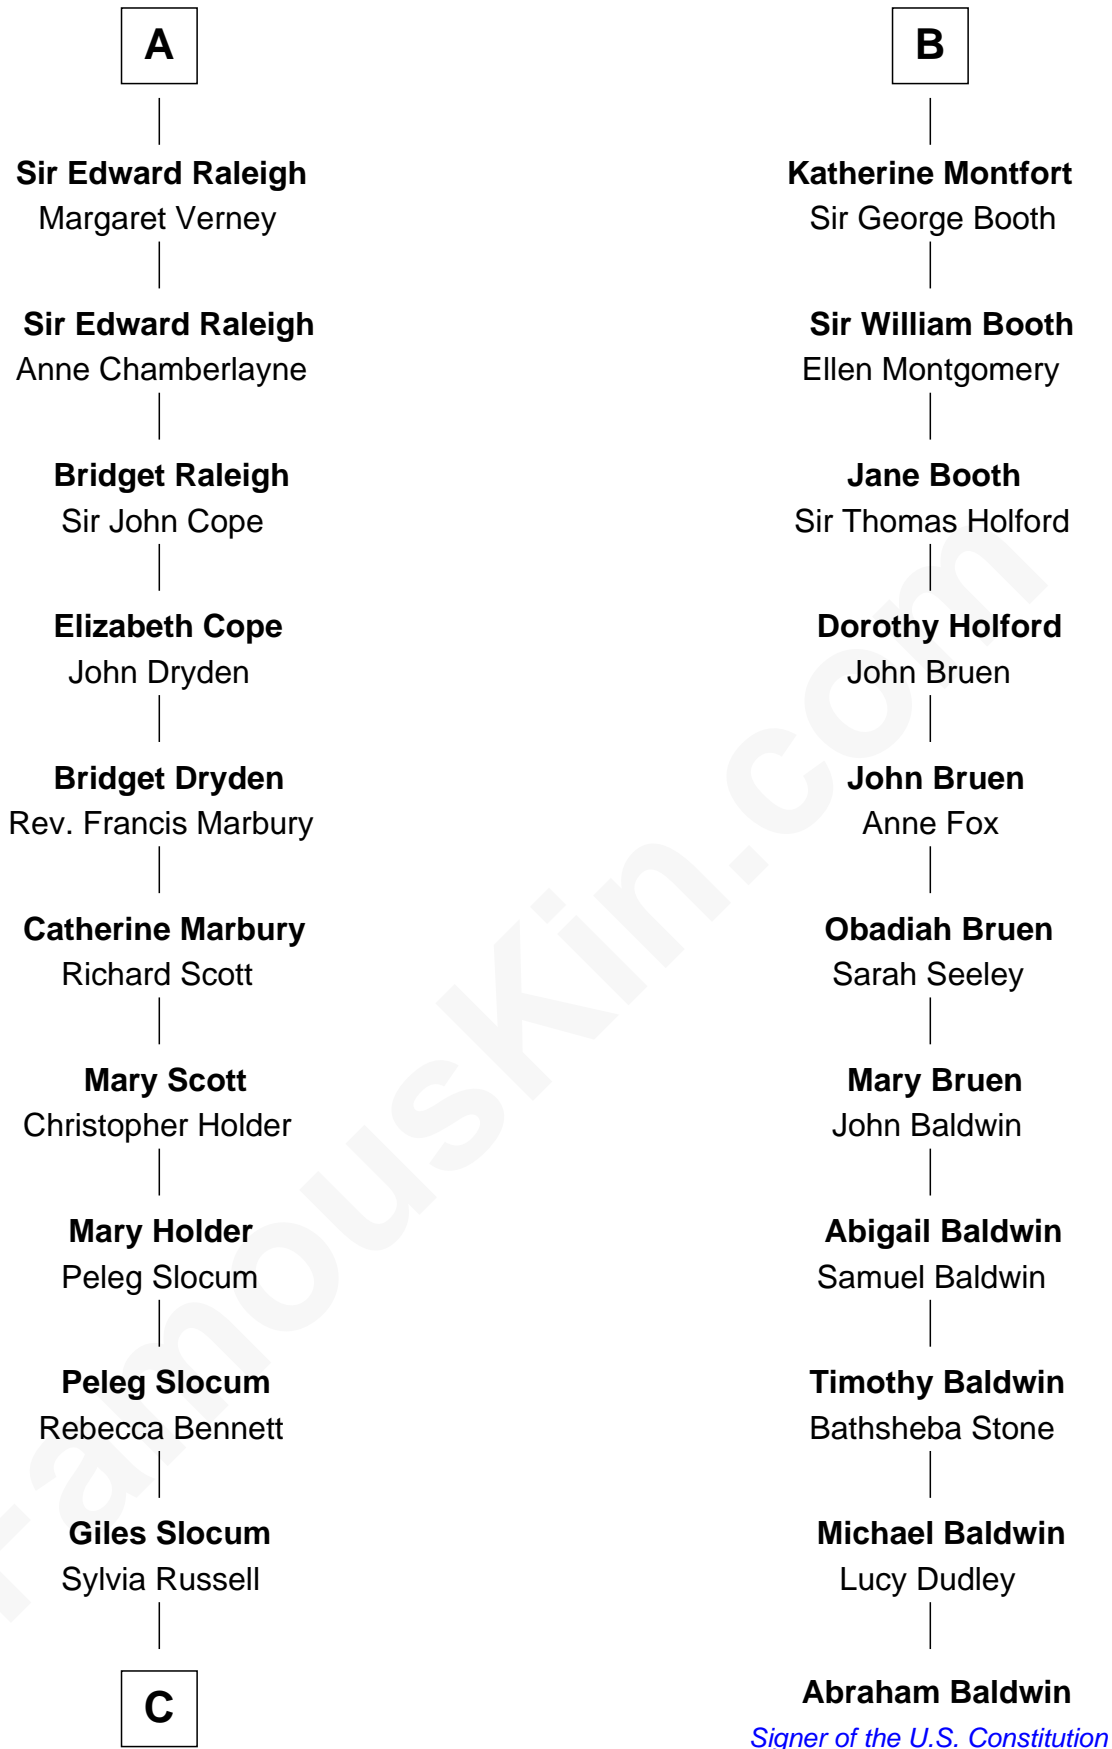 A
Sir Edward Raleigh
Margaret Verney
Sir Edward Raleigh
Anne Chamberlayne
Bridget Raleigh
Sir John Cope
Elizabeth Cope
John Dryden
Bridget Dryden
Rev. Francis Marbury
Catherine Marbury
Richard Scott
Mary Scott
Christopher Holder
Mary Holder
Peleg Slocum
Peleg Slocum
Rebecca Bennett
Giles Slocum
Sylvia Russell
C
B
Katherine Montfort
Sir George Booth
Sir William Booth
Ellen Montgomery
Jane Booth
Sir Thomas Holford
Dorothy Holford
John Bruen
John Bruen
Anne Fox
Obadiah Bruen
Sarah Seeley
Mary Bruen
John Baldwin
Abigail Baldwin
Samuel Baldwin
Timothy Baldwin
Bathsheba Stone
Michael Baldwin
Lucy Dudley
Abraham Baldwin
Signer of the U.S. Constitution
FamousKin.com